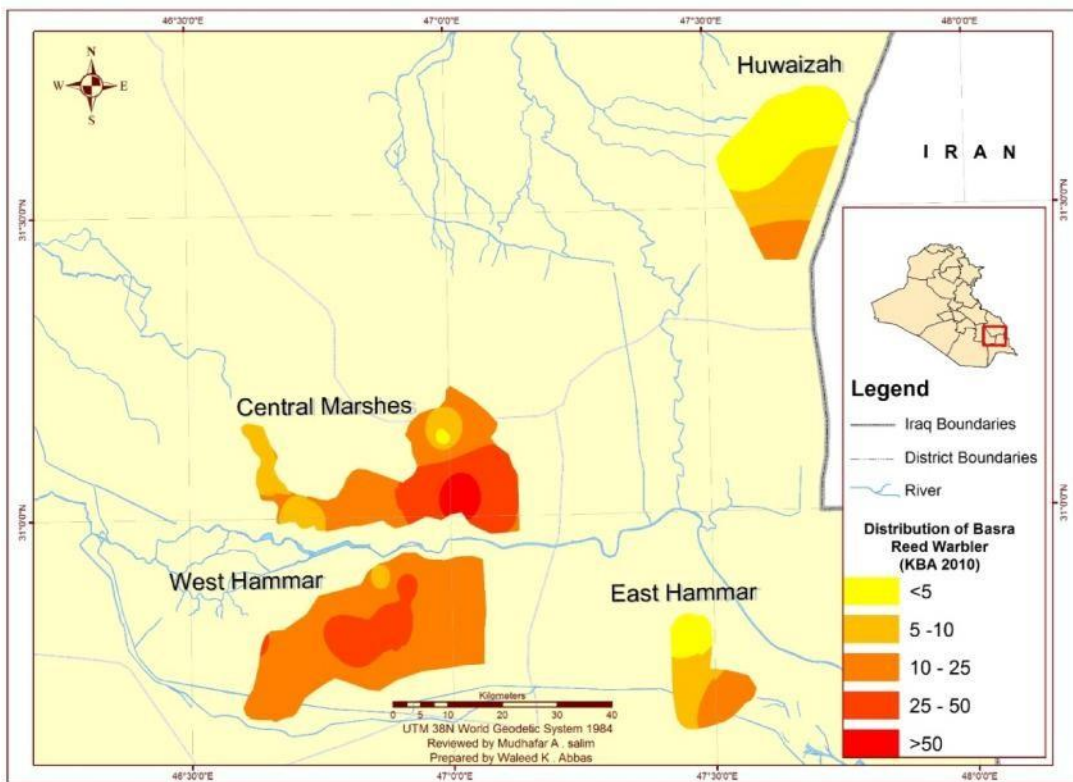 46°30'0"E
47°0'0"E
47°30'0"E
48°0'0"E
N
W E
S
Huwaizah
I R A N
31°30'0"N
31°30'0"N
Central Marshes
Legend
Iraq Boundaries
District Boundaries
River
31°0'0"N
31°0'0"N
Distribution of Basra
Reed Warbler
(KBA 2010)
<5
5 -10
10 - 25
25 - 50
>50
West Hammar
East Hammar
Kilometers
0 5 10 20 30 40
UTM 38N World Geodetic System 1984
Reviewed by Mudhafar A . salim
Prepared by Waleed K . Abbas
46°30'0"E
47°0'0"E
47°30'0"E
48°0'0"E